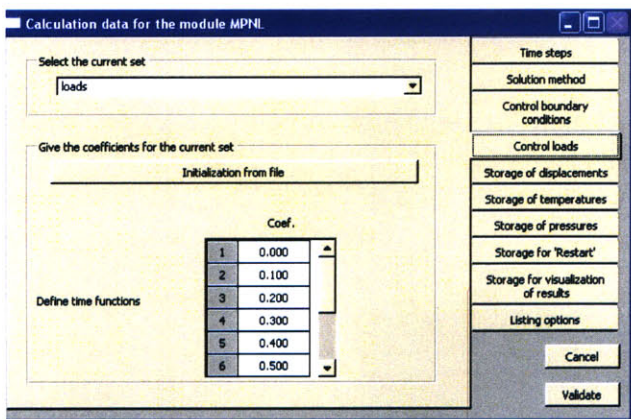 Calculation data for the module MPNL
Select the current set
loads
Give the coefficients for the current set
Initialization from file
Coef.
1 0.000
2 0.100
3 0.200
4 0.300
5 0.400
6 0.500
Define time functions
Time steps
Solution method
Control boundary
conditions
Control loads
Storage of displacements
Storage of temperatures
Storage of pressures
Storage for 'Restart'
Storage for visualization
of results
Listing options
Cancel
Validate